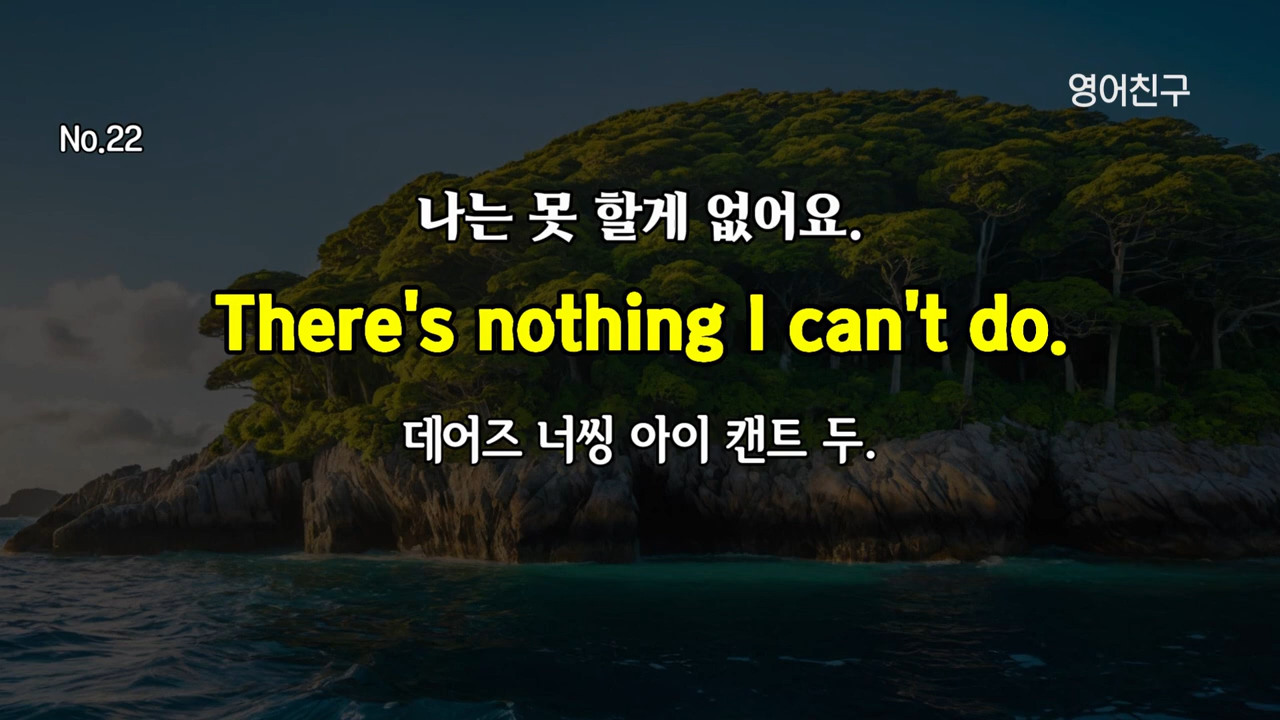 영어친구
No.22
나는 못 할게 없어요.
There's nothing I can't do.
데어즈 너씽 아이 캔트 두.